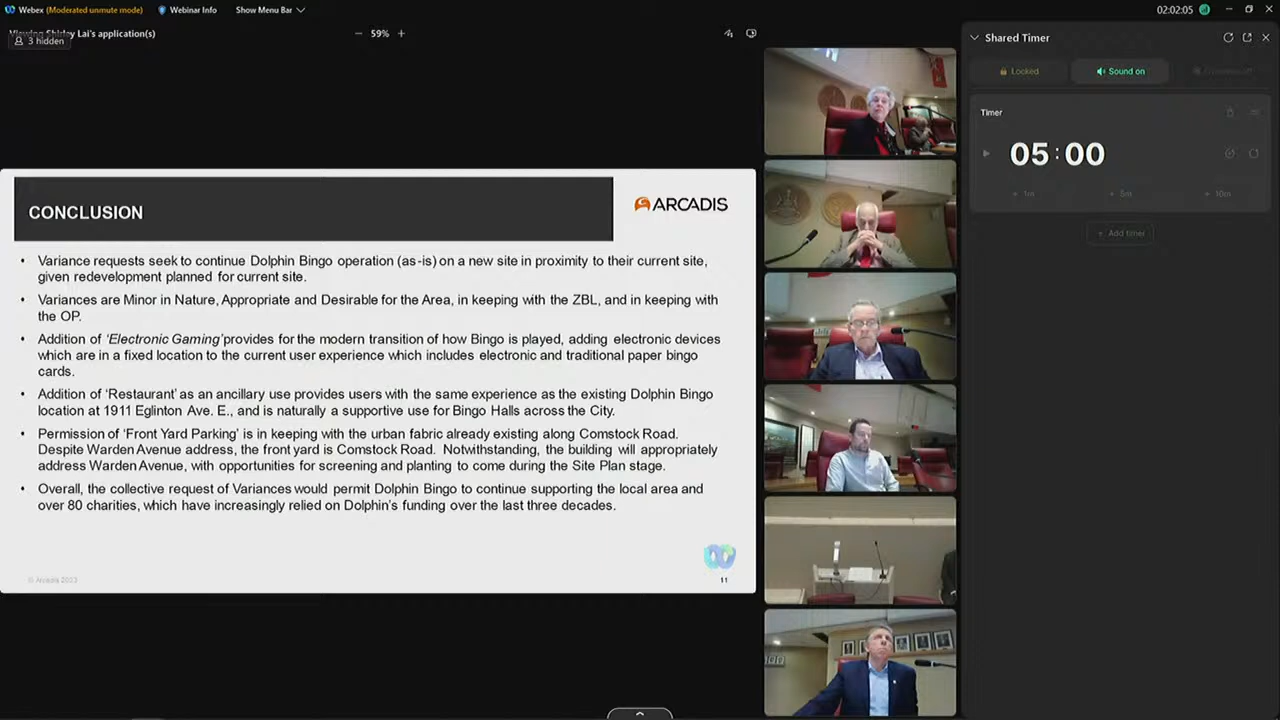 Webex (Moderated unmute mode) Webinar Info Show Menu Bar 02:02:05
Viewing Shirley Lai's application(s) 59%
3 hidden
Shared Timer
Locked Sound on
Timer
05:00
1m 5m 10m
Add timer
CONCLUSION
ARCADIS
• Variance requests seek to continue Dolphin Bingo operation (as-is) on a new site in proximity to their current site,
given redevelopment planned for current site.
• Variances are Minor in Nature, Appropriate and Desirable for the Area, in keeping with the ZBL, and in keeping with
the OP.
• Addition of 'Electronic Gaming' provides for the modern transition of how Bingo is played, adding electronic devices
which are in a fixed location to the current user experience which includes electronic and traditional paper bingo
cards.
• Addition of 'Restaurant' as an ancillary use provides users with the same experience as the existing Dolphin Bingo
location at 1911 Eglinton Ave. E., and is naturally a supportive use for Bingo Halls across the City.
• Permission of 'Front Yard Parking' is in keeping with the urban fabric already existing along Comstock Road.
Despite Warden Avenue address, the front yard is Comstock Road. Notwithstanding, the building will appropriately
address Warden Avenue, with opportunities for screening and planting to come during the Site Plan stage.
• Overall, the collective request of Variances would permit Dolphin Bingo to continue supporting the local area and
over 80 charities, which have increasingly relied on Dolphin's funding over the last three decades.
© Arcadis 2023
11